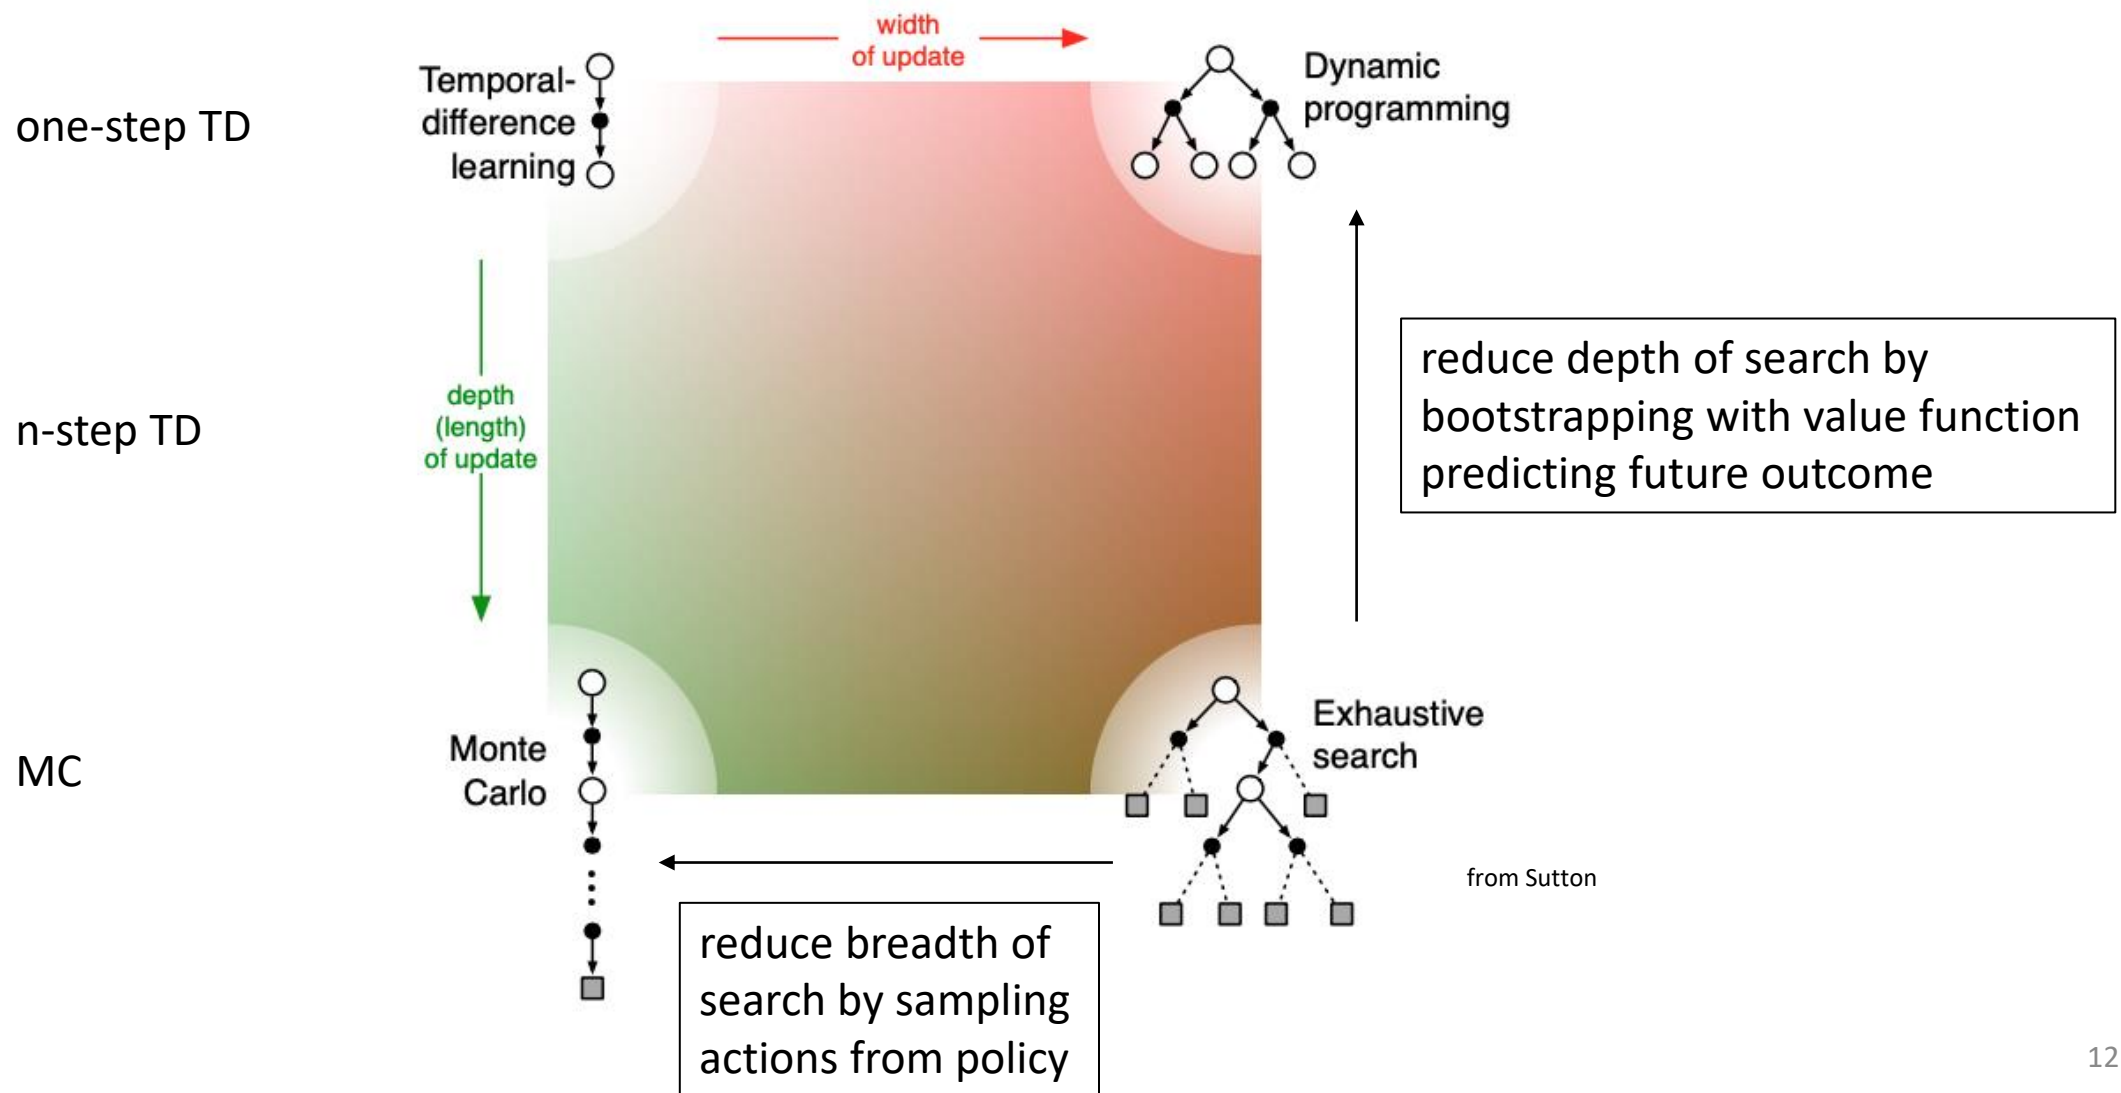 width
of update
one-step TD
Temporal-
difference
learning
Dynamic
programming
n-step TD
depth
(length)
of update
reduce depth of search by
bootstrapping with value function
predicting future outcome
MC
Monte
Carlo
Exhaustive
search
from Sutton
reduce breadth of
search by sampling
actions from policy
12